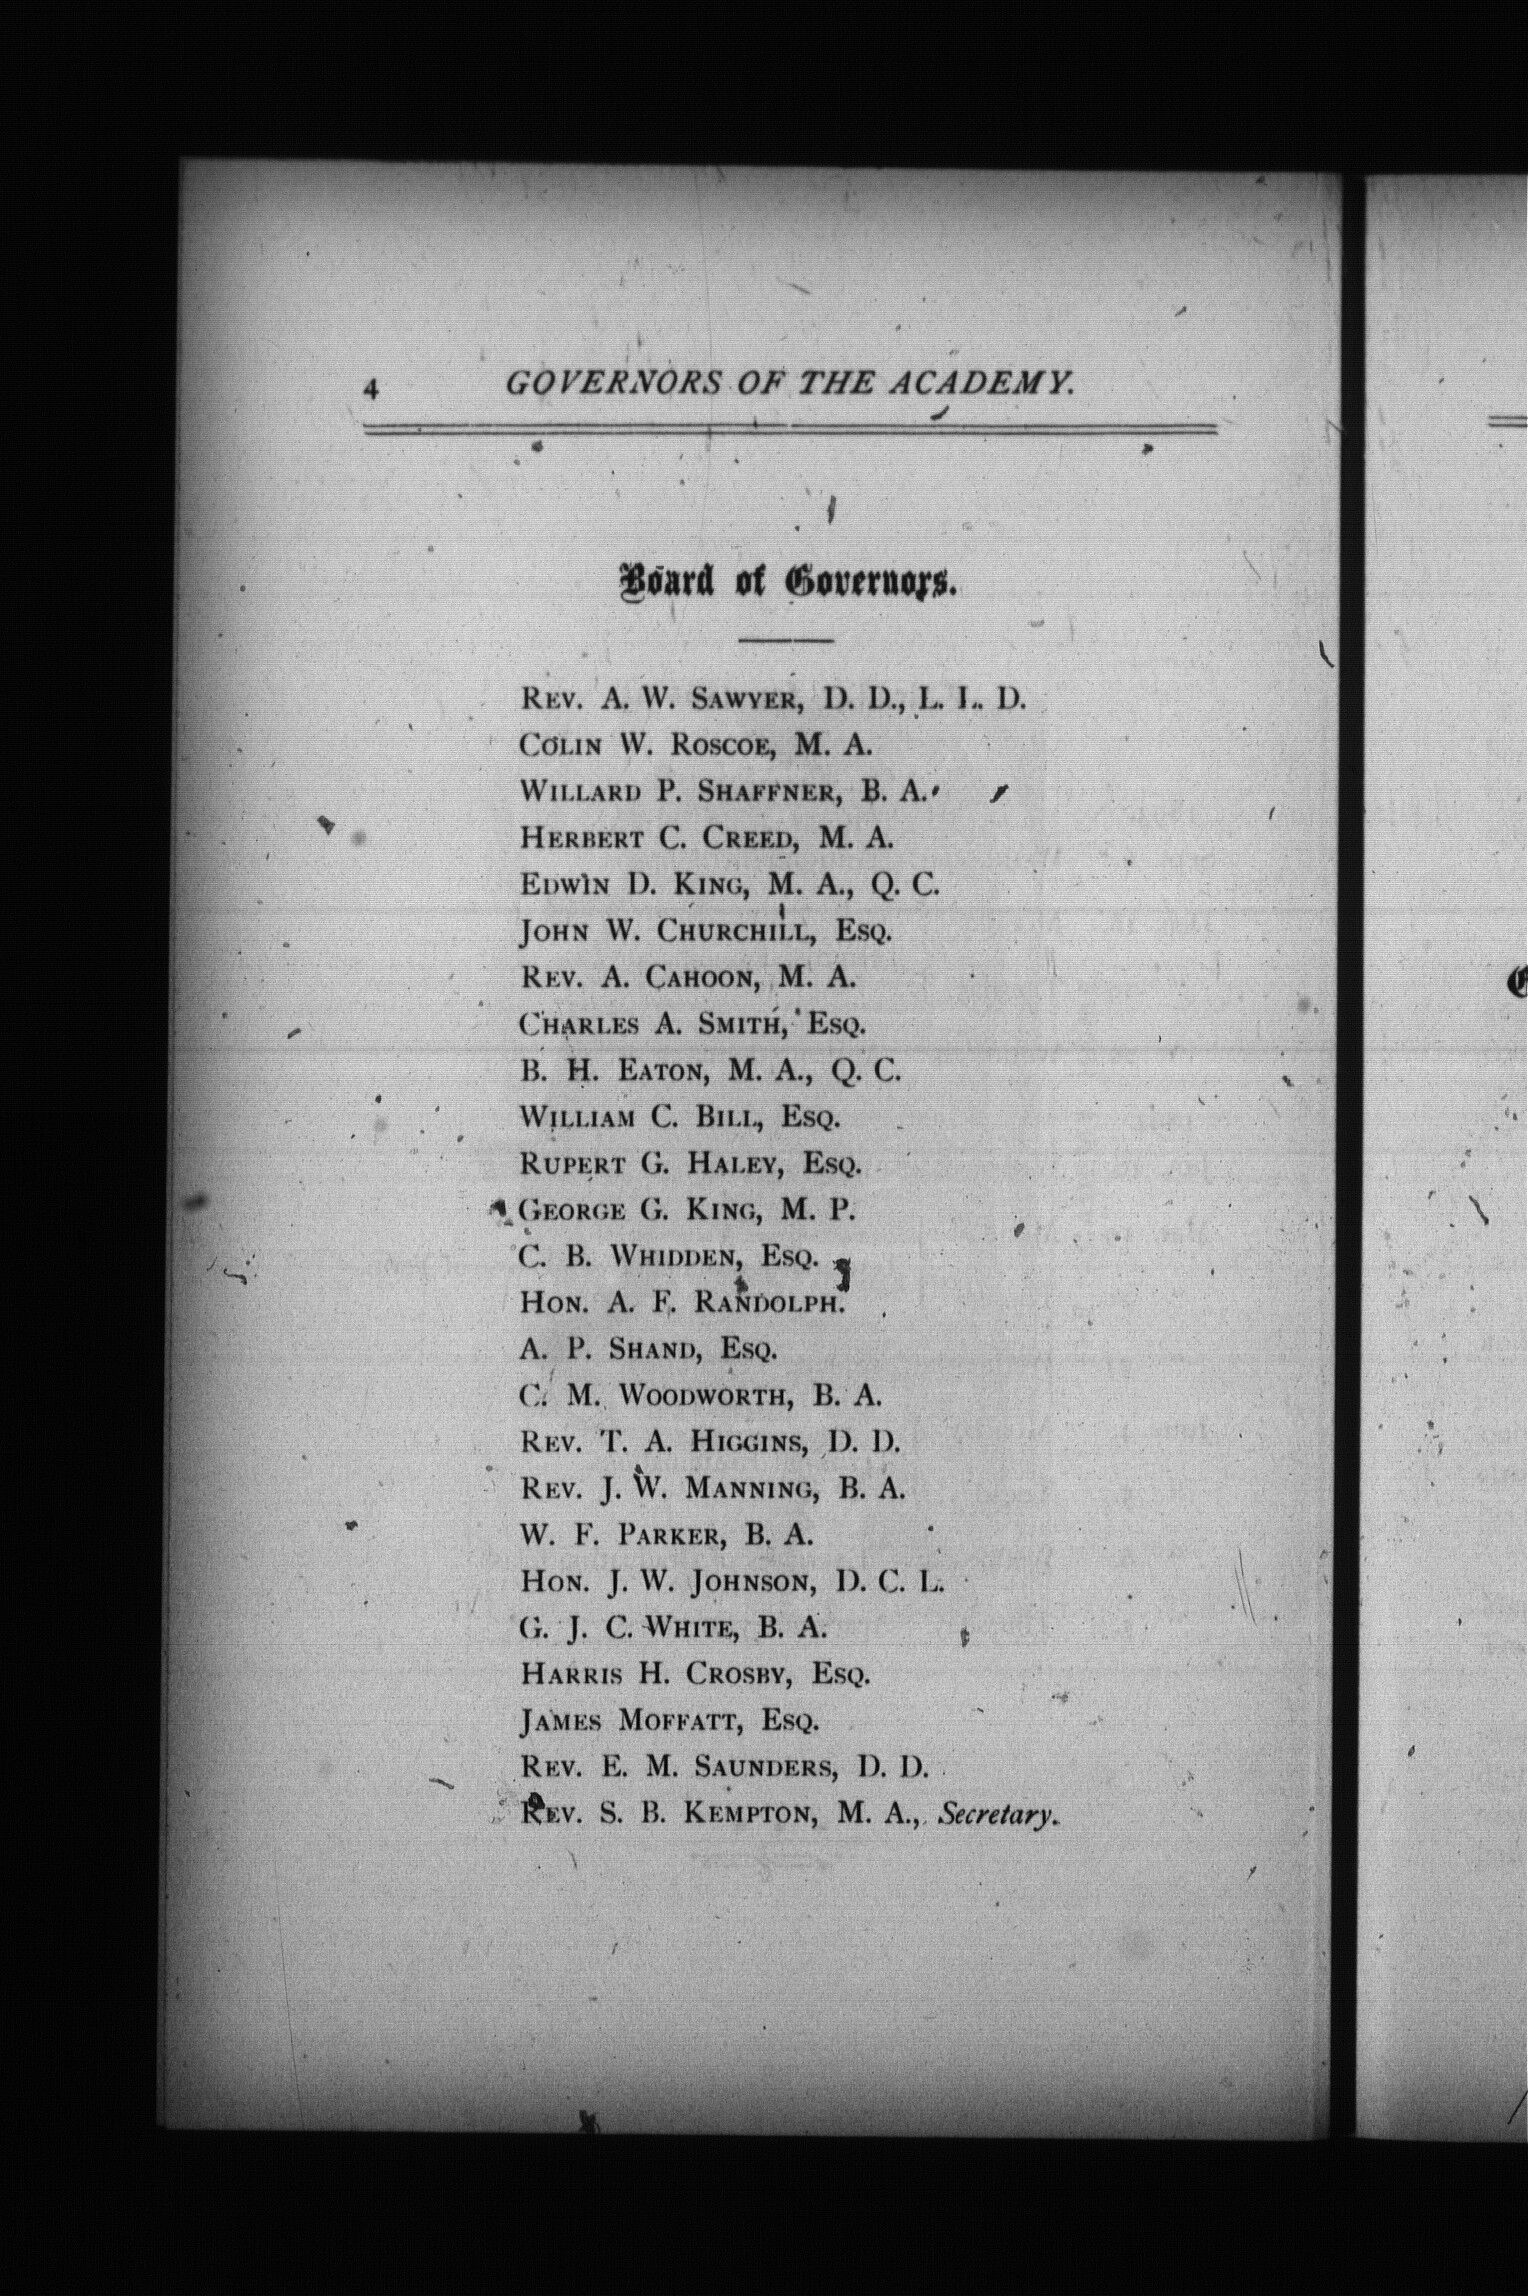 4 GOVERNORS OF THE ACADEMY.
Board of Governors.
REV. A. W. SAWYER, D. D., L. L. D.
COLIN W. ROSCOE, M. A.
WILLARD P. SHAFFNER, B. A.
HERBERT C. CREED, M. A.
EDWIN D. KING, M. A., Q. C.
JOHN W. CHURCHILL, ESQ.
REV. A. CAHOON, M. A.
CHARLES A. SMITH, ESQ.
B. H. EATON, M. A., Q. C.
WILLIAM C. BILL, ESQ.
RUPERT G. HALEY, ESQ.
GEORGE G. KING, M. P.
C. B. WHIDDEN, ESQ.
HON. A. F. RANDOLPH.
A. P. SHAND, ESQ.
C. M. WOODWORTH, B. A.
REV. T. A. HIGGINS, D. D.
REV. J. W. MANNING, B. A.
W. F. PARKER, B. A.
HON. J. W. JOHNSON, D. C. L.
G. J. C. WHITE, B. A.
HARRIS H. CROSBY, ESQ.
JAMES MOFFATT, ESQ.
REV. E. M. SAUNDERS, D. D.
REV. S. B. KEMPTON, M. A., Secretary.